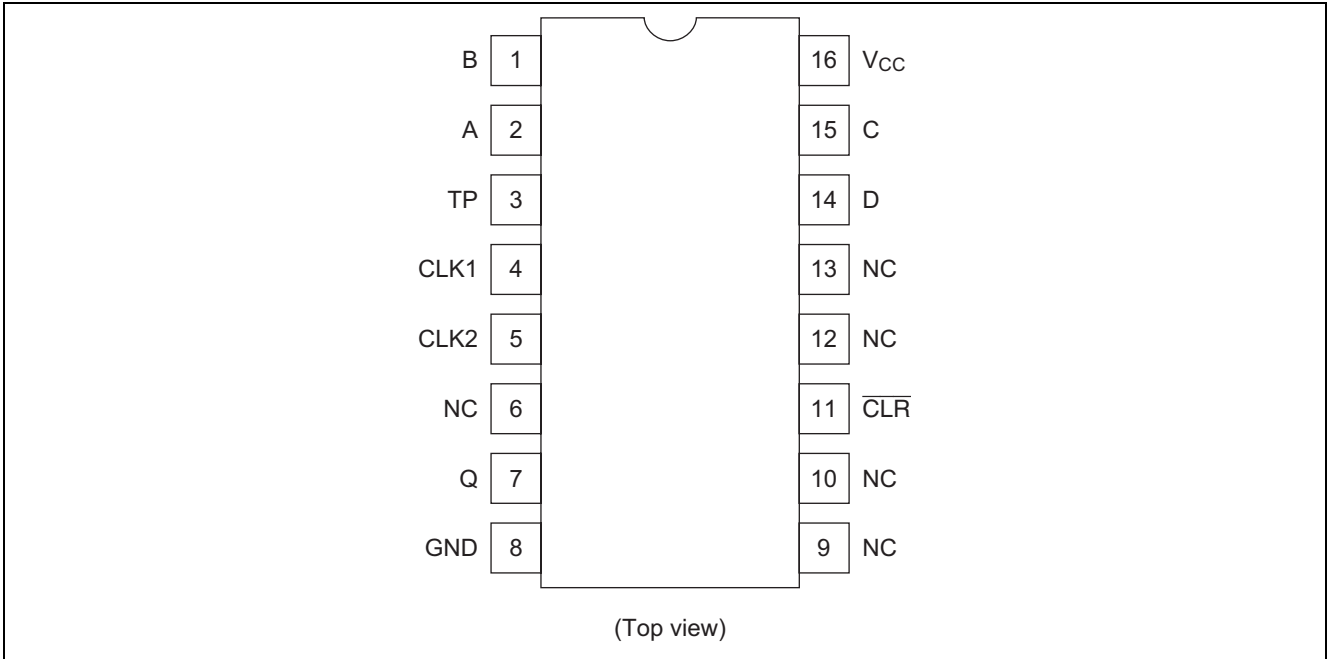 B 1 16 VCC
A 2 15 C
TP 3 14 D
CLK1 4 13 NC
CLK2 5 12 NC
NC 6 11 C̅L̅R̅
Q 7 10 NC
GND 8 9 NC
(Top view)